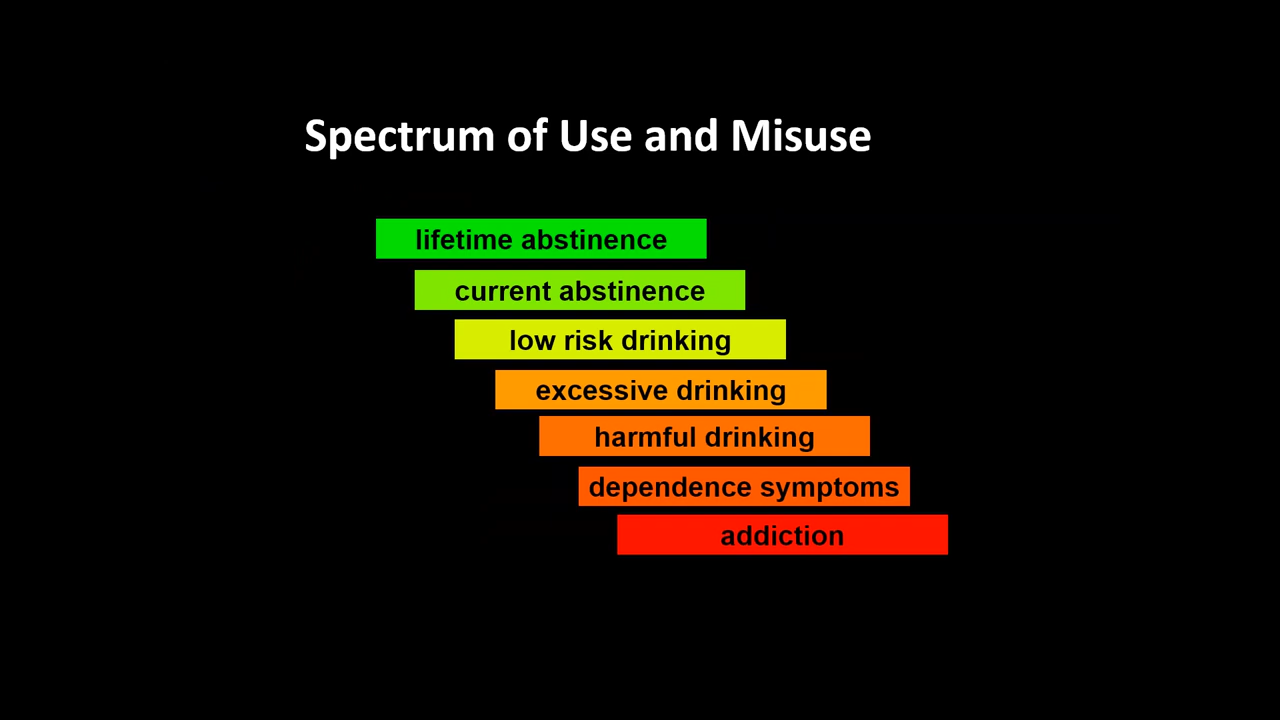 Spectrum of Use and Misuse
lifetime abstinence
current abstinence
low risk drinking
excessive drinking
harmful drinking
dependence symptoms
addiction